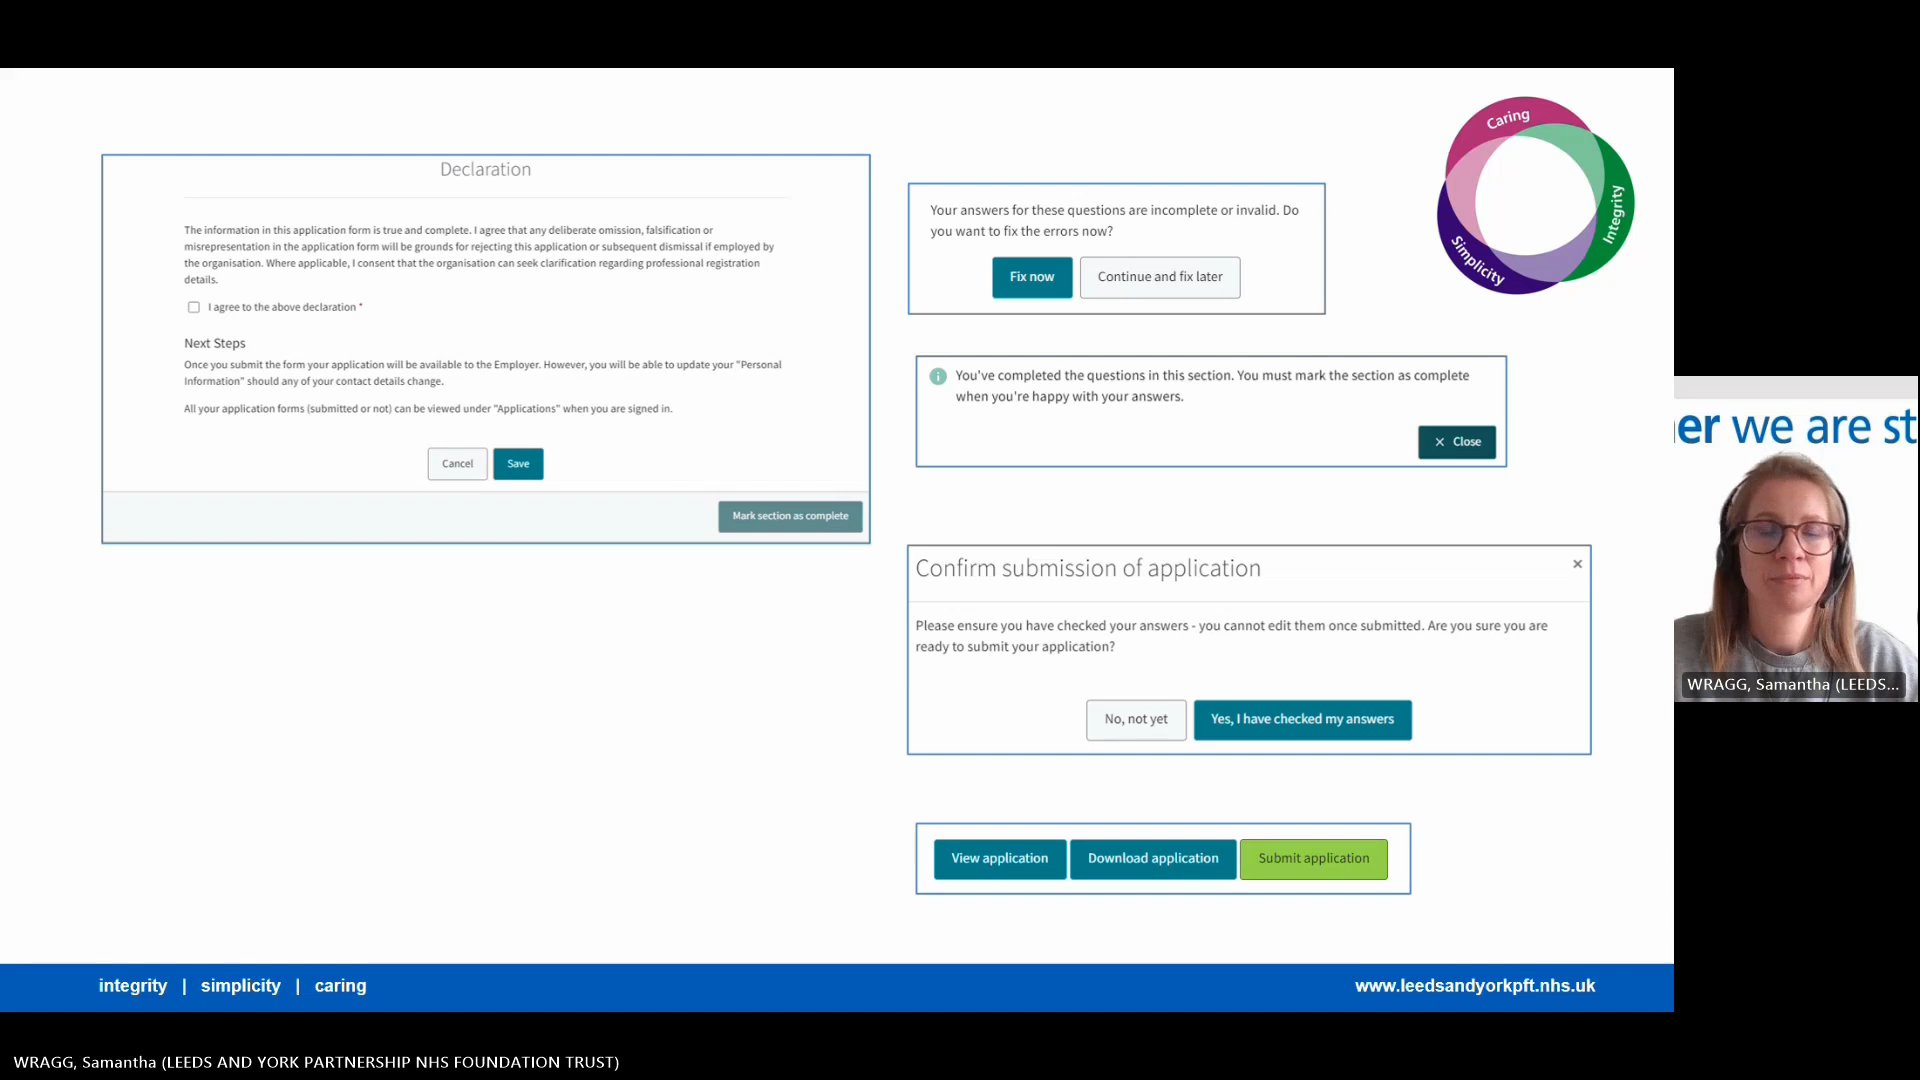 Declaration
The information in this application form is true and complete. I agree that any deliberate omission, falsification or
misrepresentation in the application form will be grounds for rejecting this application or subsequent dismissal if employed by
the organisation. Where applicable, I consent that the organisation can seek clarification regarding professional registration
details.
I agree to the above declaration *
Next Steps
Once you submit the form your application will be available to the Employer. However, you will be able to update your "Personal
Information" should any of your contact details change.
All your application forms (submitted or not) can be viewed under "Applications" when you are signed in.
Cancel Save
Mark section as complete
Your answers for these questions are incomplete or invalid. Do
you want to fix the errors now?
Fix now Continue and fix later
You've completed the questions in this section. You must mark the section as complete
when you're happy with your answers.
× Close
Confirm submission of application ×
Please ensure you have checked your answers - you cannot edit them once submitted. Are you sure you are
ready to submit your application?
No, not yet Yes, I have checked my answers
View application Download application Submit application
Caring
Integrity
Simplicity
er we are st
WRAGG, Samantha (LEEDS...
integrity | simplicity | caring
www.leedsandyorkpft.nhs.uk
WRAGG, Samantha (LEEDS AND YORK PARTNERSHIP NHS FOUNDATION TRUST)